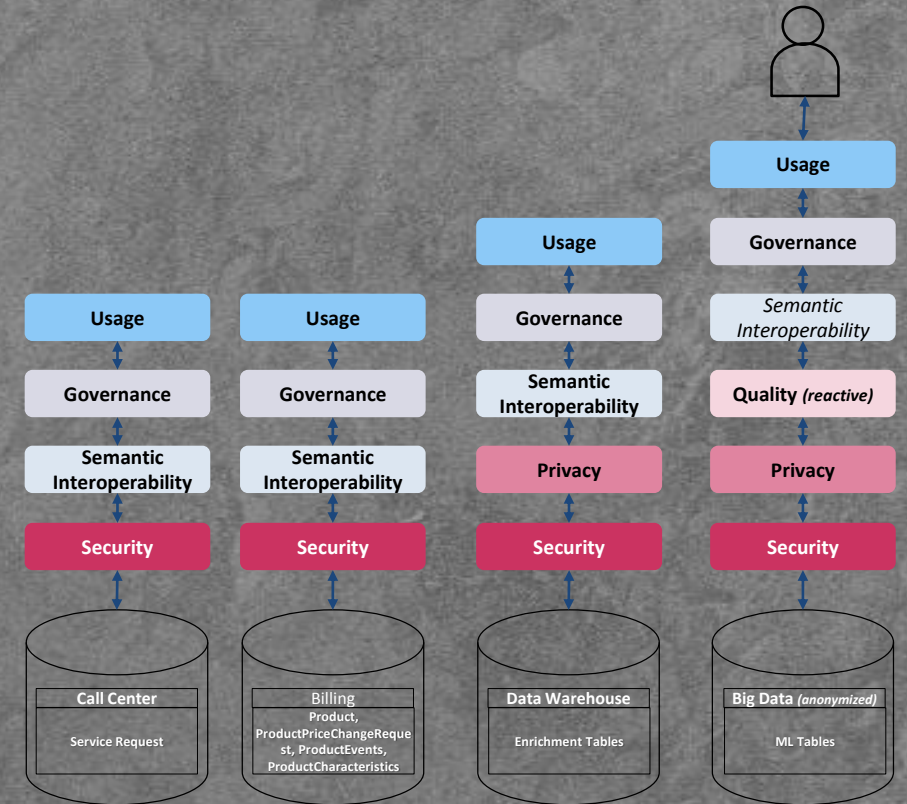 Usage
Governance
Semantic
Interoperability
Security
Call Center
Service Request
Usage
Governance
Semantic
Interoperability
Security
Billing
Product,
ProductPriceChangeReque
st, ProductEvents,
ProductCharacteristics
Usage
Governance
Semantic
Interoperability
Privacy
Security
Data Warehouse
Enrichment Tables
Usage
Governance
Semantic
Interoperability
Quality (reactive)
Privacy
Security
Big Data (anonymized)
ML Tables